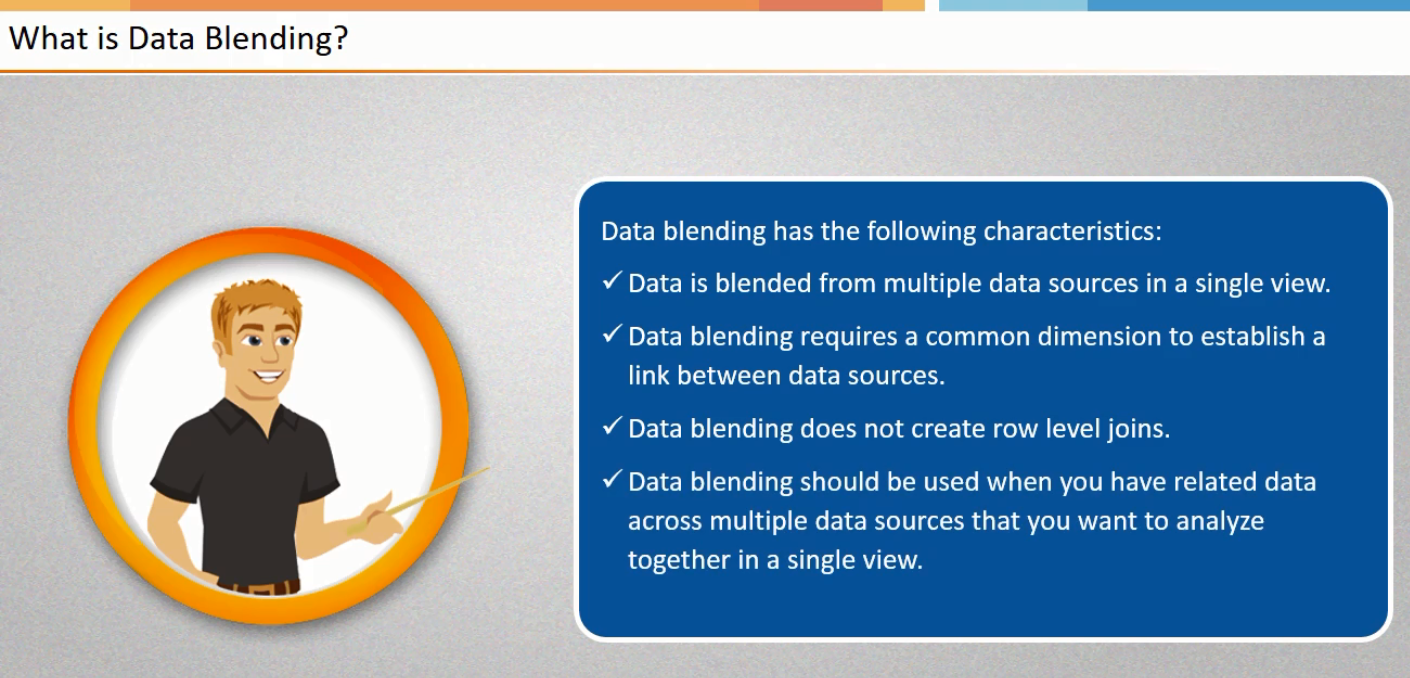 What is Data Blending?
Data blending has the following characteristics:
✓ Data is blended from multiple data sources in a single view.
✓ Data blending requires a common dimension to establish a
link between data sources.
✓ Data blending does not create row level joins.
✓ Data blending should be used when you have related data
across multiple data sources that you want to analyze
together in a single view.